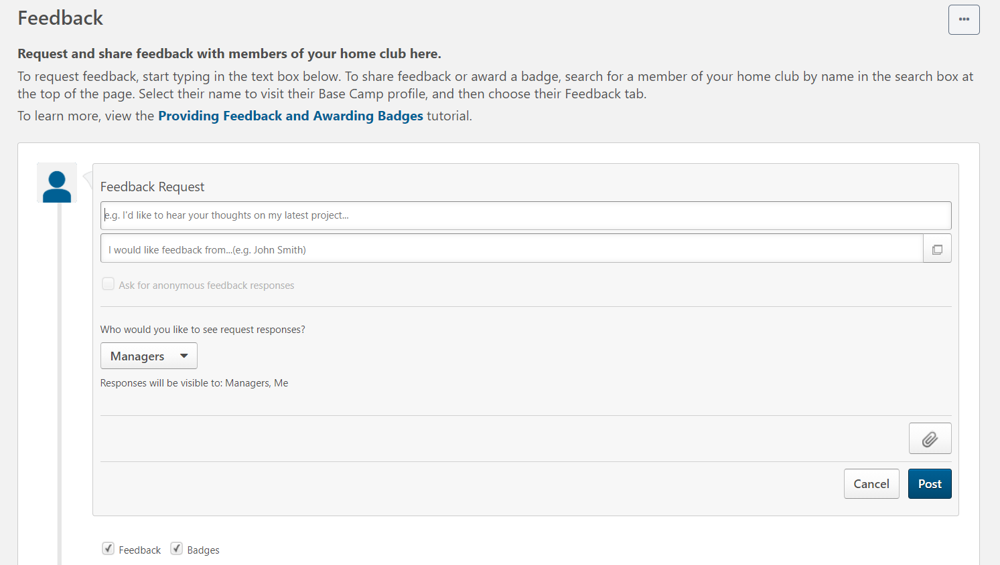 Feedback
...
Request and share feedback with members of your home club here.
To request feedback, start typing in the text box below. To share feedback or award a badge, search for a member of your home club by name in the search box at
the top of the page. Select their name to visit their Base Camp profile, and then choose their Feedback tab.
To learn more, view the Providing Feedback and Awarding Badges tutorial.
Feedback Request
e.g. I'd like to hear your thoughts on my latest project...
I would like feedback from...(e.g. John Smith)
Ask for anonymous feedback responses
Who would you like to see request responses?
Managers
Responses will be visible to: Managers, Me
Cancel Post
Feedback Badges